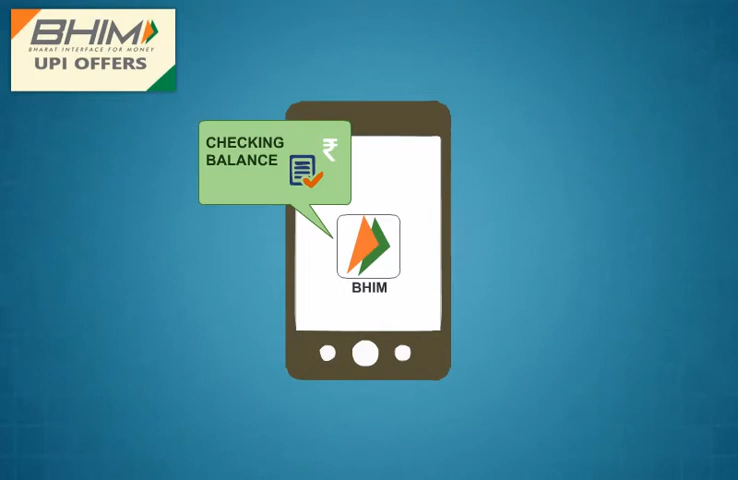 BHIM
BHARAT INTERFACE FOR MONEY
UPI OFFERS
CHECKING
BALANCE
₹
BHIM